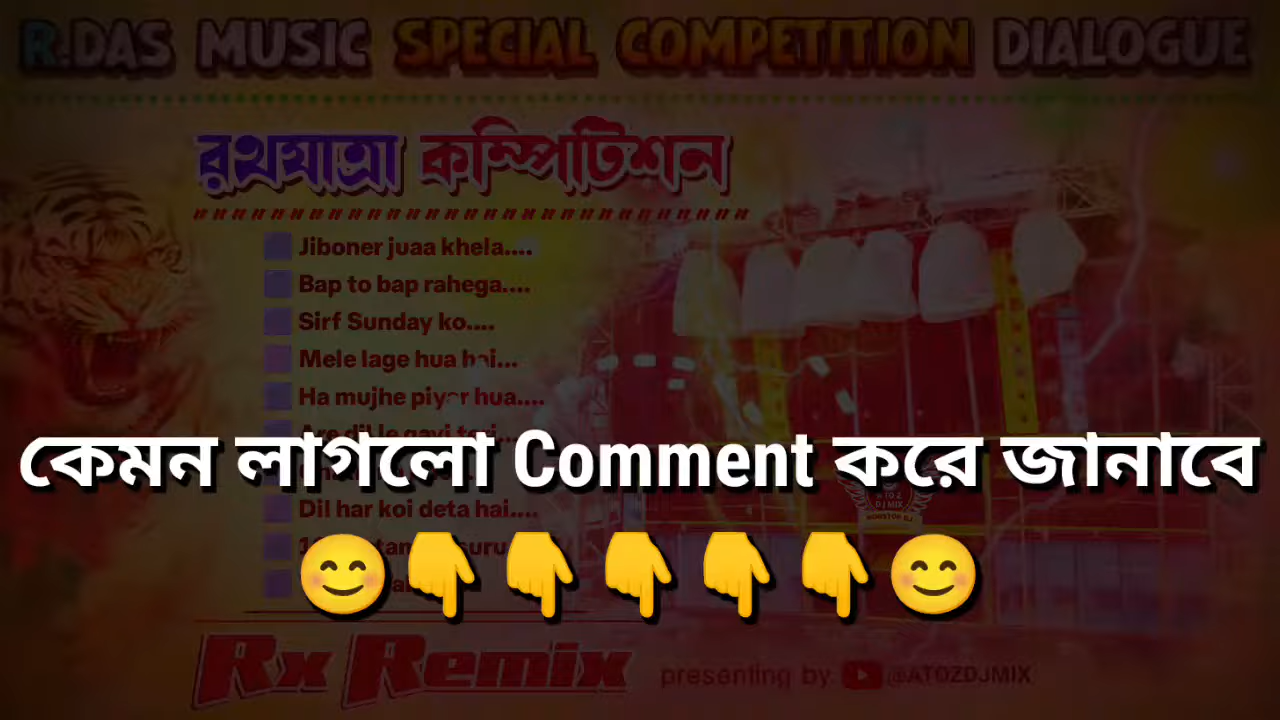 R.DAS MUSIC SPECIAL COMPETITION DIALOGUE
রথযাত্রা কম্পিটিশন
Jiboner juaa khela....
Bap to bap rahega....
Sirf Sunday ko....
Mele lage hua hai...
Ha mujhe piyar hua....
কেমন লাগলো Comment করে জানাবে
Dil har koi deta hai....
😊👇👇👇👇👇😊
Rx Remix
presenting by @ATOZDJMIX